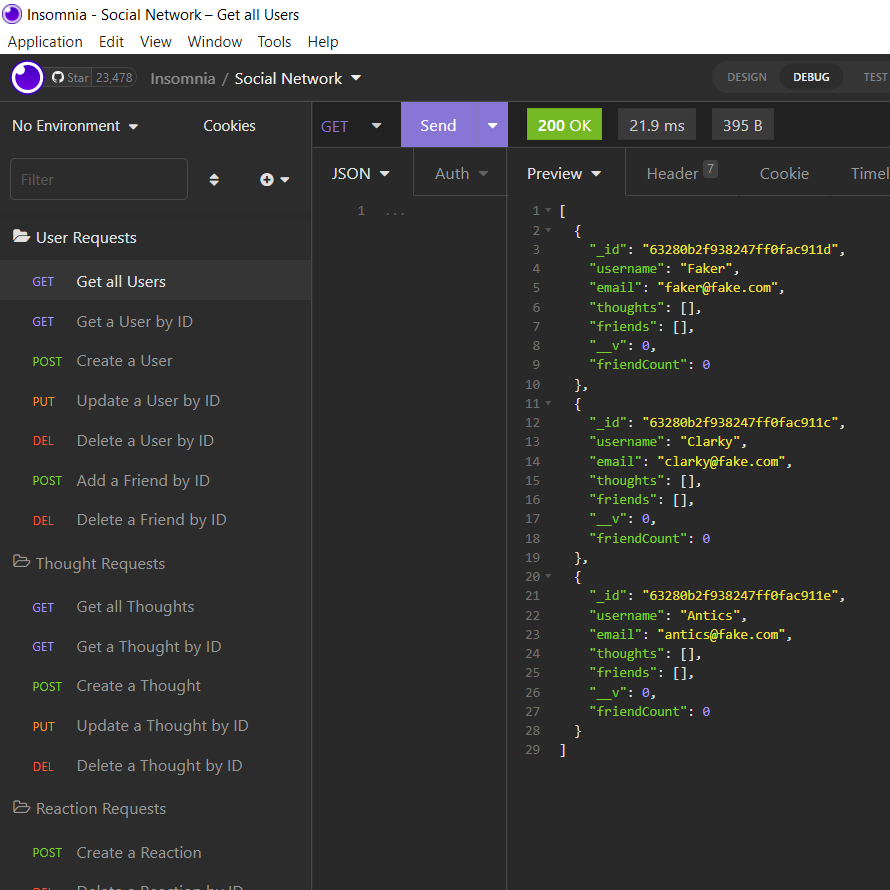 Insomnia - Social Network – Get all Users
Application Edit View Window Tools Help
Star 23,478 Insomnia / Social Network DESIGN DEBUG TEST
No Environment Cookies GET Send 200 OK 21.9 ms 395 B
Filter JSON Auth Preview Header 7 Cookie Timel
1 ...
User Requests
GET Get all Users
GET Get a User by ID
POST Create a User
PUT Update a User by ID
DEL Delete a User by ID
POST Add a Friend by ID
DEL Delete a Friend by ID
Thought Requests
GET Get all Thoughts
GET Get a Thought by ID
POST Create a Thought
PUT Update a Thought by ID
DEL Delete a Thought by ID
Reaction Requests
POST Create a Reaction
DEL Delete a Reaction by ID
1 [
2 {
3 "_id": "63280b2f938247ff0fac911d",
4 "username": "Faker",
5 "email": "faker@fake.com",
6 "thoughts": [],
7 "friends": [],
8 "__v": 0,
9 "friendCount": 0
10 },
11 {
12 "_id": "63280b2f938247ff0fac911c",
13 "username": "Clarky",
14 "email": "clarky@fake.com",
15 "thoughts": [],
16 "friends": [],
17 "__v": 0,
18 "friendCount": 0
19 },
20 {
21 "_id": "63280b2f938247ff0fac911e",
22 "username": "Antics",
23 "email": "antics@fake.com",
24 "thoughts": [],
25 "friends": [],
26 "__v": 0,
27 "friendCount": 0
28 }
29 ]